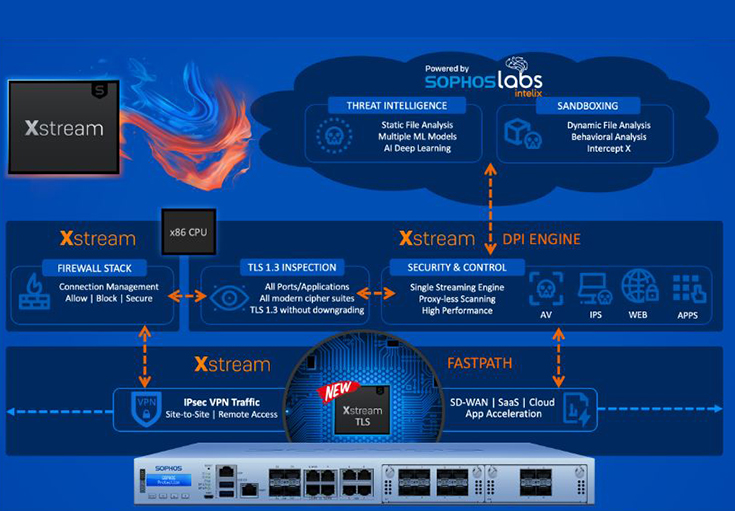 Powered by
SOPHOSlabs
intelix
THREAT INTELLIGENCE
Static File Analysis
Multiple ML Models
AI Deep Learning
SANDBOXING
Dynamic File Analysis
Behavioral Analysis
Intercept X
S
Xstream
x86 CPU
Xstream
Xstream DPI ENGINE
FIREWALL STACK
Connection Management
Allow | Block | Secure
TLS 1.3 INSPECTION
All Ports/Applications
All modern cipher suites
TLS 1.3 without downgrading
SECURITY & CONTROL
Single Streaming Engine
Proxy-less Scanning
High Performance
AV
IPS
WEB
APPS
Xstream
FASTPATH
NEW
Xstream
TLS
VPN
IPsec VPN Traffic
Site-to-Site | Remote Access
SD-WAN | SaaS | Cloud
App Acceleration
SOPHOS
SOPHOS